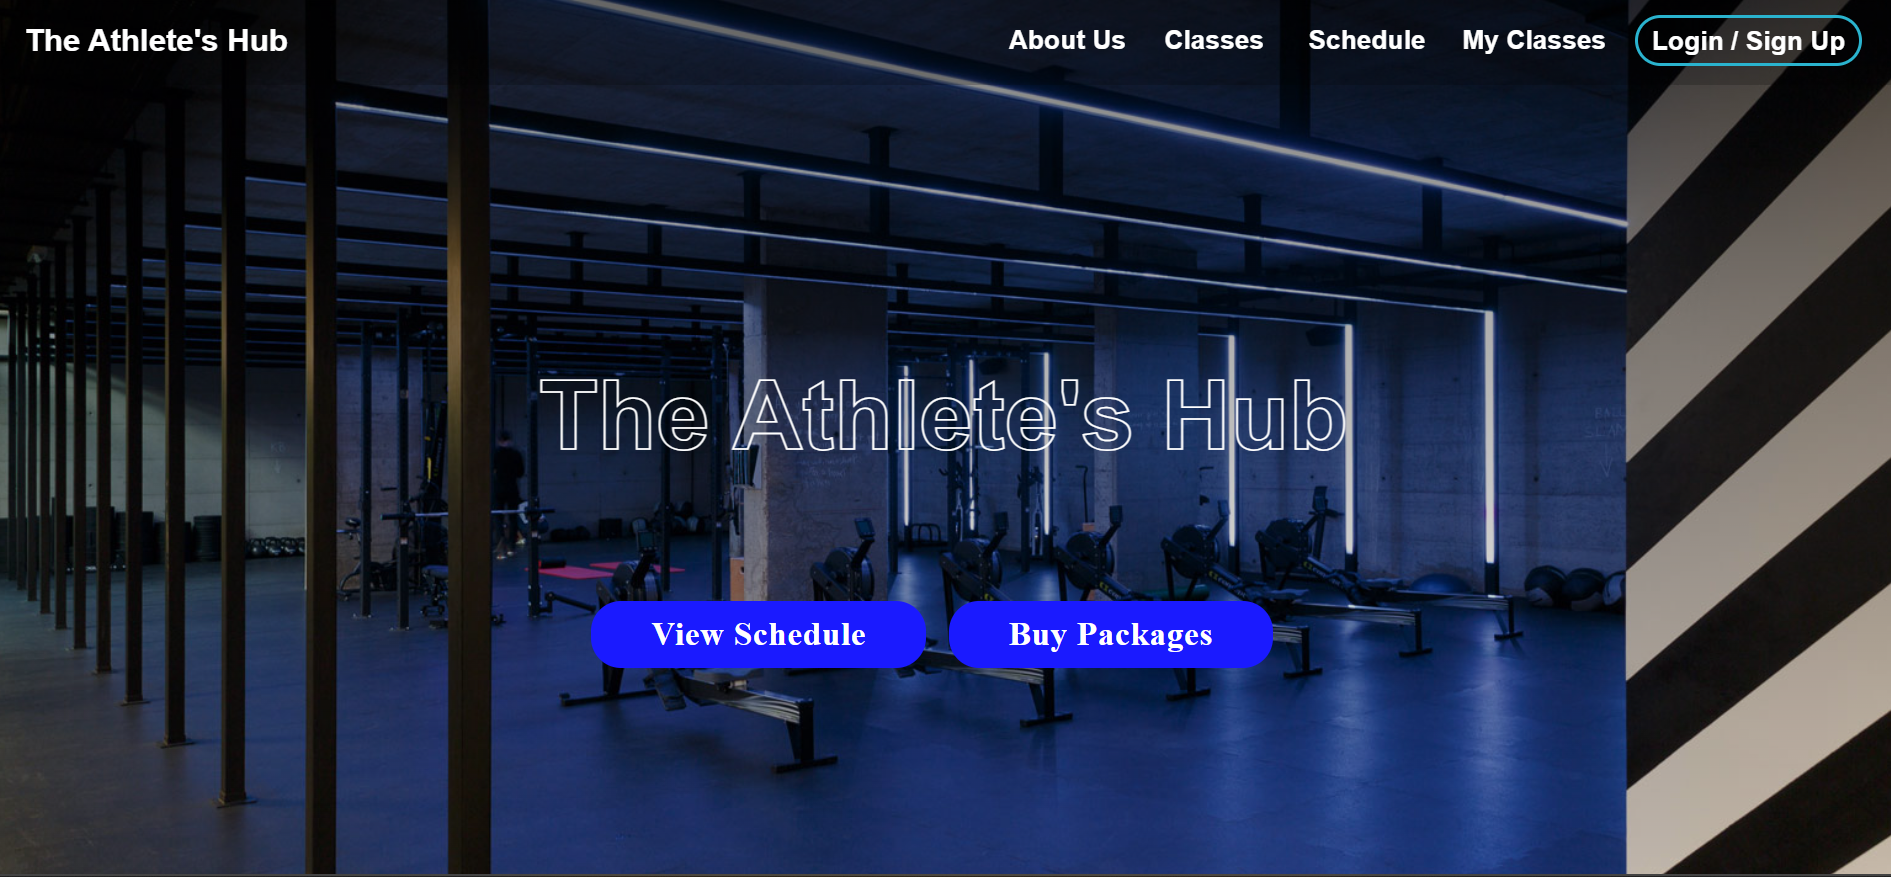 The Athlete's Hub
About Us
Classes
Schedule
My Classes
Login / Sign Up
The Athlete's Hub
View Schedule
Buy Packages